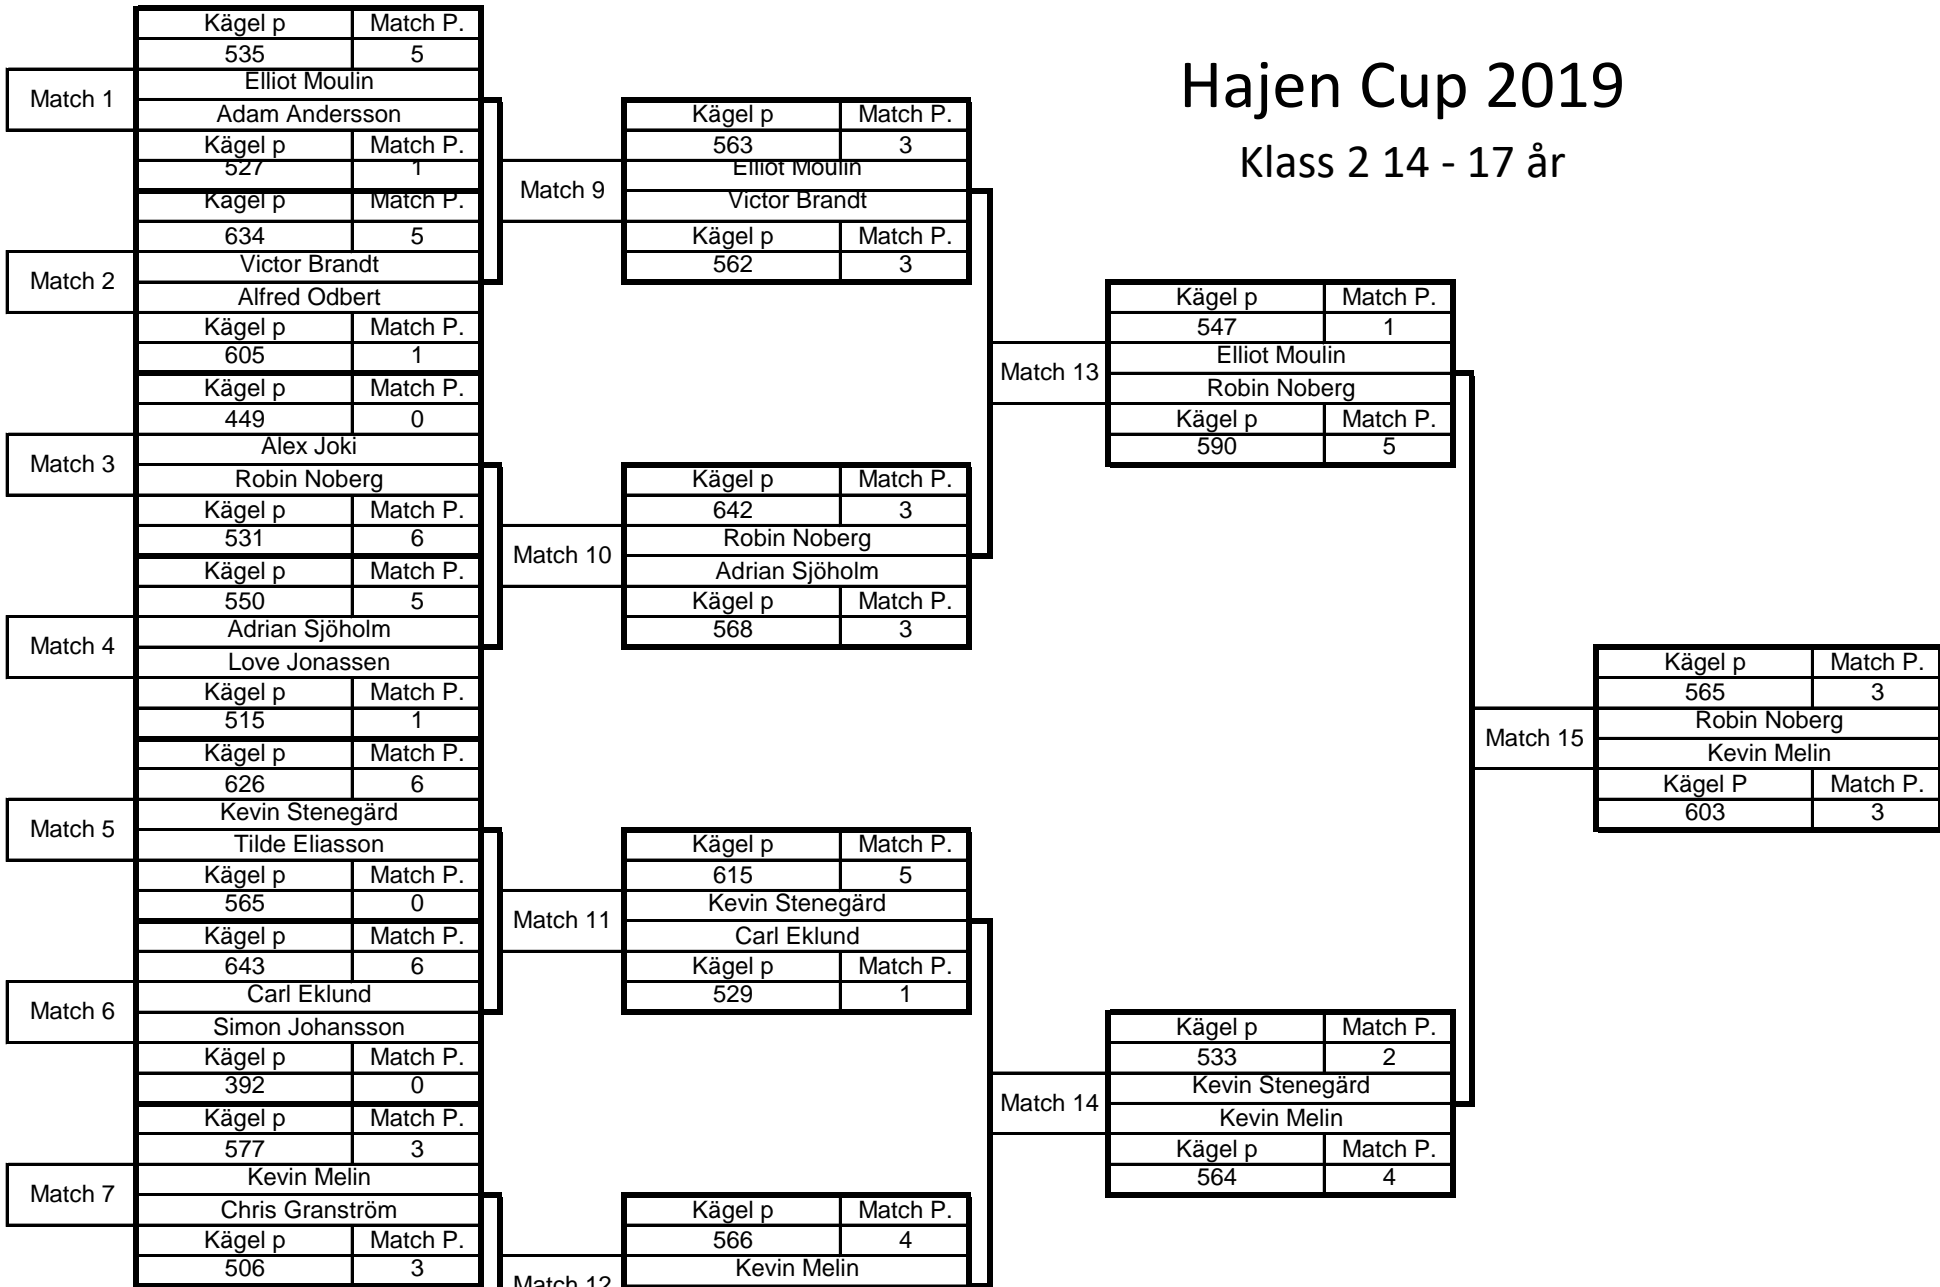 Hajen Cup 2019
Klass 2 14 - 17 år
Kägel p Match P.
535 5
Match 1
Elliot Moulin
Adam Andersson
Kägel p Match P.
527 1
Kägel p Match P.
634 5
Match 2
Victor Brandt
Alfred Odbert
Kägel p Match P.
605 1
Kägel p Match P.
449 0
Match 3
Alex Joki
Robin Noberg
Kägel p Match P.
531 6
Kägel p Match P.
550 5
Match 4
Adrian Sjöholm
Love Jonassen
Kägel p Match P.
515 1
Kägel p Match P.
626 6
Match 5
Kevin Stenegärd
Tilde Eliasson
Kägel p Match P.
565 0
Kägel p Match P.
643 6
Match 6
Carl Eklund
Simon Johansson
Kägel p Match P.
392 0
Kägel p Match P.
577 3
Match 7
Kevin Melin
Chris Granström
Kägel p Match P.
506 3
Kägel p Match P.
563 3
Match 9
Elliot Moulin
Victor Brandt
Kägel p Match P.
562 3
Kägel p Match P.
642 3
Match 10
Robin Noberg
Adrian Sjöholm
Kägel p Match P.
568 3
Kägel p Match P.
615 5
Match 11
Kevin Stenegärd
Carl Eklund
Kägel p Match P.
529 1
Kägel p Match P.
566 4
Match 12
Kevin Melin
Kägel p Match P.
547 1
Match 13
Elliot Moulin
Robin Noberg
Kägel p Match P.
590 5
Kägel p Match P.
533 2
Match 14
Kevin Stenegärd
Kevin Melin
Kägel p Match P.
564 4
Kägel p Match P.
565 3
Match 15
Robin Noberg
Kevin Melin
Kägel P Match P.
603 3